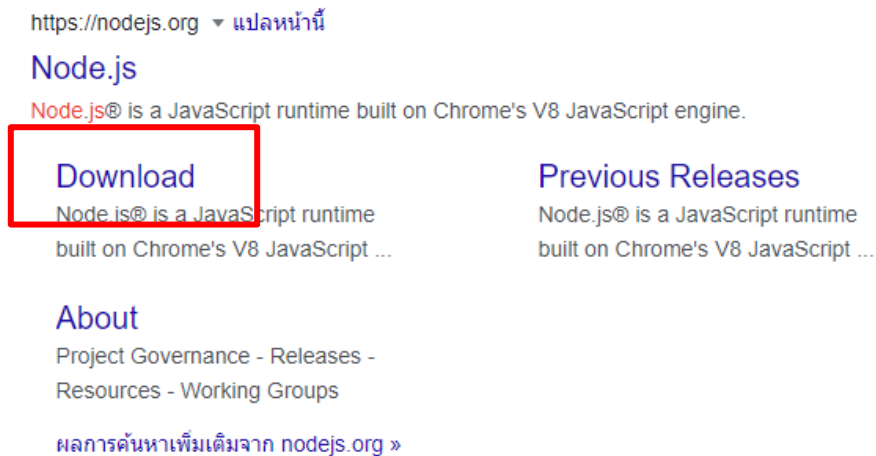 https://nodejs.org ▾ แปลหน้านี้
Node.js
Node.js® is a JavaScript runtime built on Chrome's V8 JavaScript engine.
Download
Node.js® is a JavaScript runtime
built on Chrome's V8 JavaScript ...
Previous Releases
Node.js® is a JavaScript runtime
built on Chrome's V8 JavaScript ...
About
Project Governance - Releases -
Resources - Working Groups
ผลการค้นหาเพิ่มเติมจาก nodejs.org »